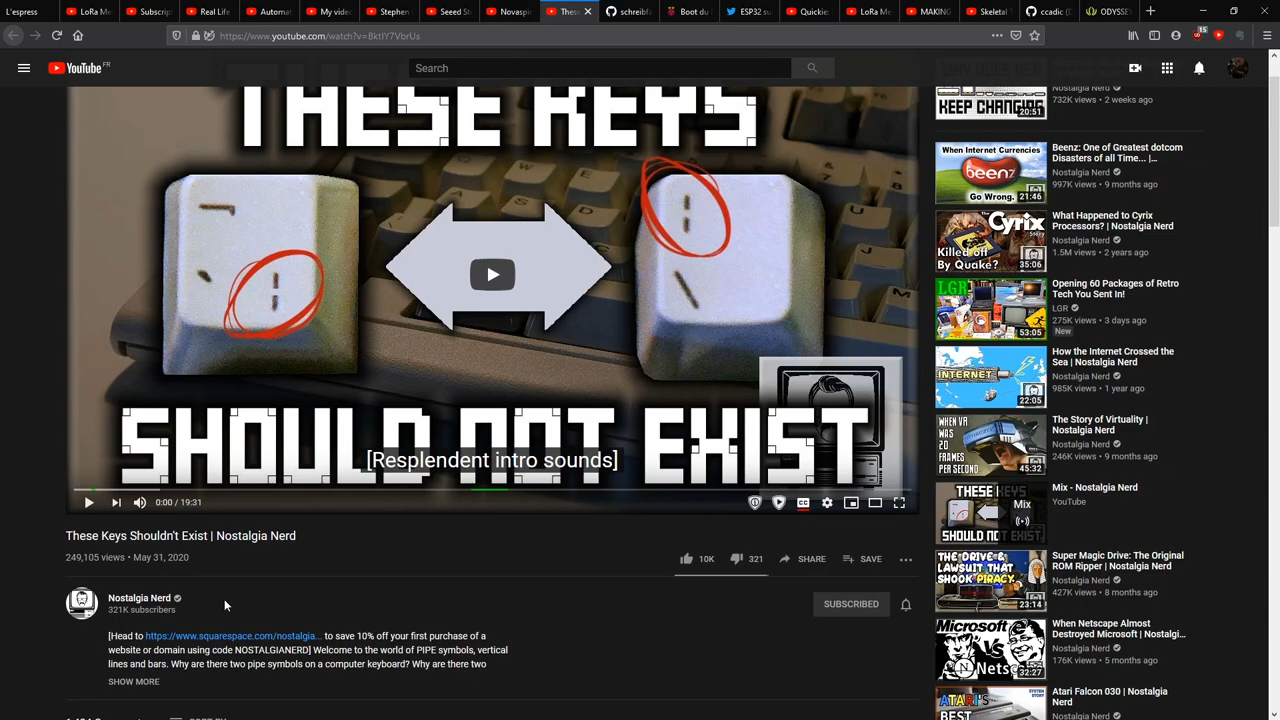 L'espress
LoRa Me
Subscrip
Real Life
Automat
My video
Stephen
Seeed St
Novaspir
These
schreibfa
Boot du
ESP32 su
Quickies
LoRa Me
MAKING
Skeletal T
ccadic (D
ODYSSEY
https://www.youtube.com/watch?v=BktIY7VbrUs
15
YouTube FR
Search
THESE KEYS
SHOULD NOT EXIST
[Resplendent intro sounds]
0:00 / 19:31
These Keys Shouldn't Exist | Nostalgia Nerd
249,105 views • May 31, 2020
10K
321
SHARE
SAVE
Nostalgia Nerd
321K subscribers
SUBSCRIBED
[Head to https://www.squarespace.com/nostalgia... to save 10% off your first purchase of a
website or domain using code NOSTALGIANERD] Welcome to the world of PIPE symbols, vertical
lines and bars. Why are there two pipe symbols on a computer keyboard? Why are there two
SHOW MORE
KEEP CHANGING
20:51
Nostalgia Nerd
732K views • 2 weeks ago
When Internet Currencies
beenz
Go Wrong.
21:46
Beenz: One of Greatest dotcom
Disasters of all Time... |...
Nostalgia Nerd
997K views • 9 months ago
The Cyrix Story
Killed off
By Quake?
35:06
What Happened to Cyrix
Processors? | Nostalgia Nerd
Nostalgia Nerd
1.5M views • 2 years ago
LGR
53:05
Opening 60 Packages of Retro
Tech You Sent In!
LGR
275K views • 3 days ago
New
INTERNET
22:05
How the Internet Crossed the
Sea | Nostalgia Nerd
Nostalgia Nerd
985K views • 1 year ago
WHEN VR
WAS
20
FRAMES
PER SECOND
45:32
The Story of Virtuality |
Nostalgia Nerd
Nostalgia Nerd
246K views • 9 months ago
THESE
SHOULD NOT EXIST
Mix
Mix - Nostalgia Nerd
YouTube
THE DRIVE &
LAWSUIT THAT
SHOOK PIRACY.
23:14
Super Magic Drive: The Original
ROM Ripper | Nostalgia Nerd
Nostalgia Nerd
427K views • 8 months ago
Microsoft
VS
Netsc
32:27
When Netscape Almost
Destroyed Microsoft | Nostalgi...
Nostalgia Nerd
176K views • 5 months ago
ATARI'S
BEST
Atari Falcon 030 | Nostalgia
Nerd
Nostalgia Nerd